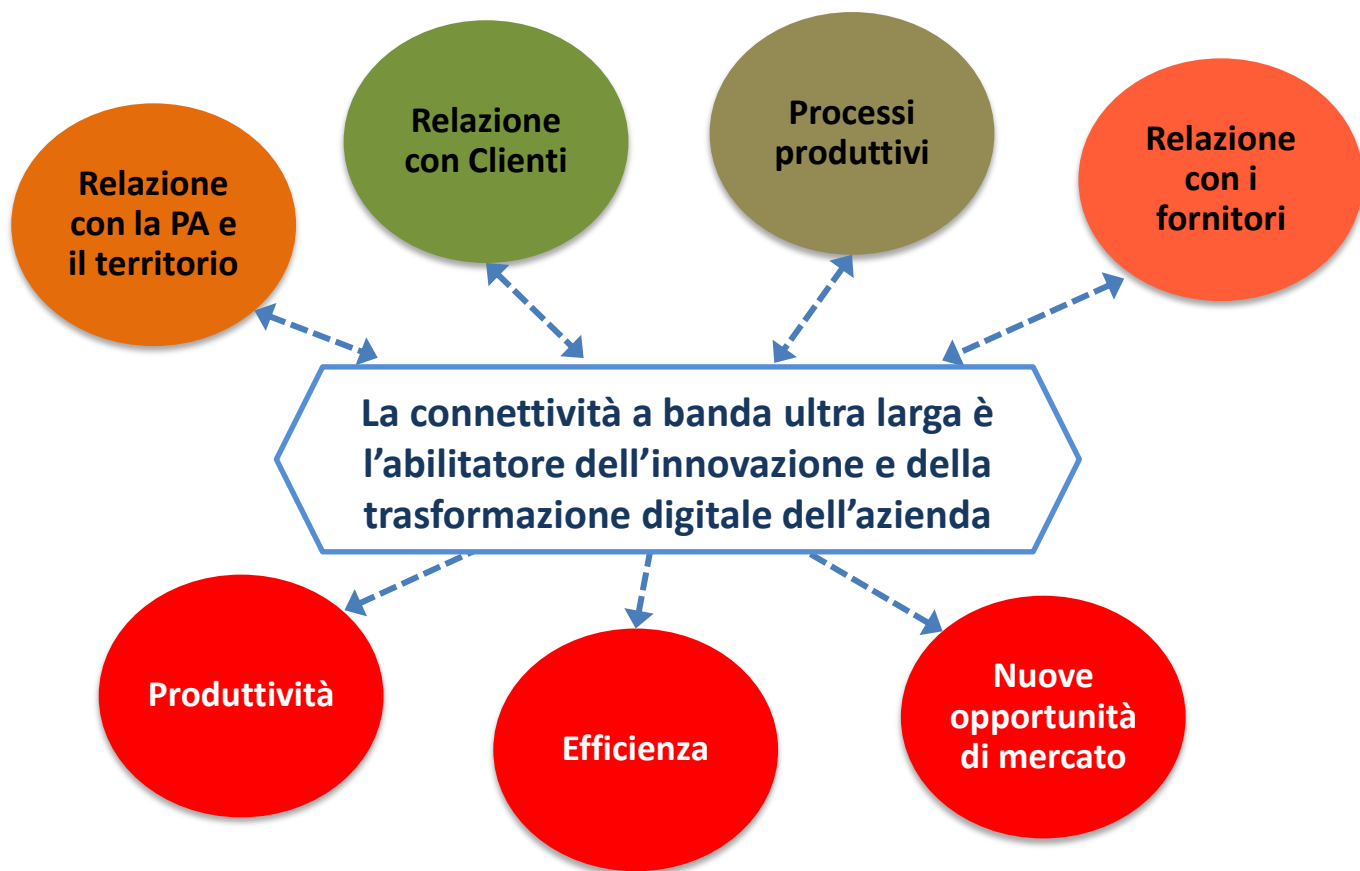 Relazione
con la PA e
il territorio
Relazione
con Clienti
Processi
produttivi
Relazione
con i
fornitori
La connettività a banda ultra larga è
l’abilitatore dell’innovazione e della
trasformazione digitale dell’azienda
Produttività
Efficienza
Nuove
opportunità
di mercato